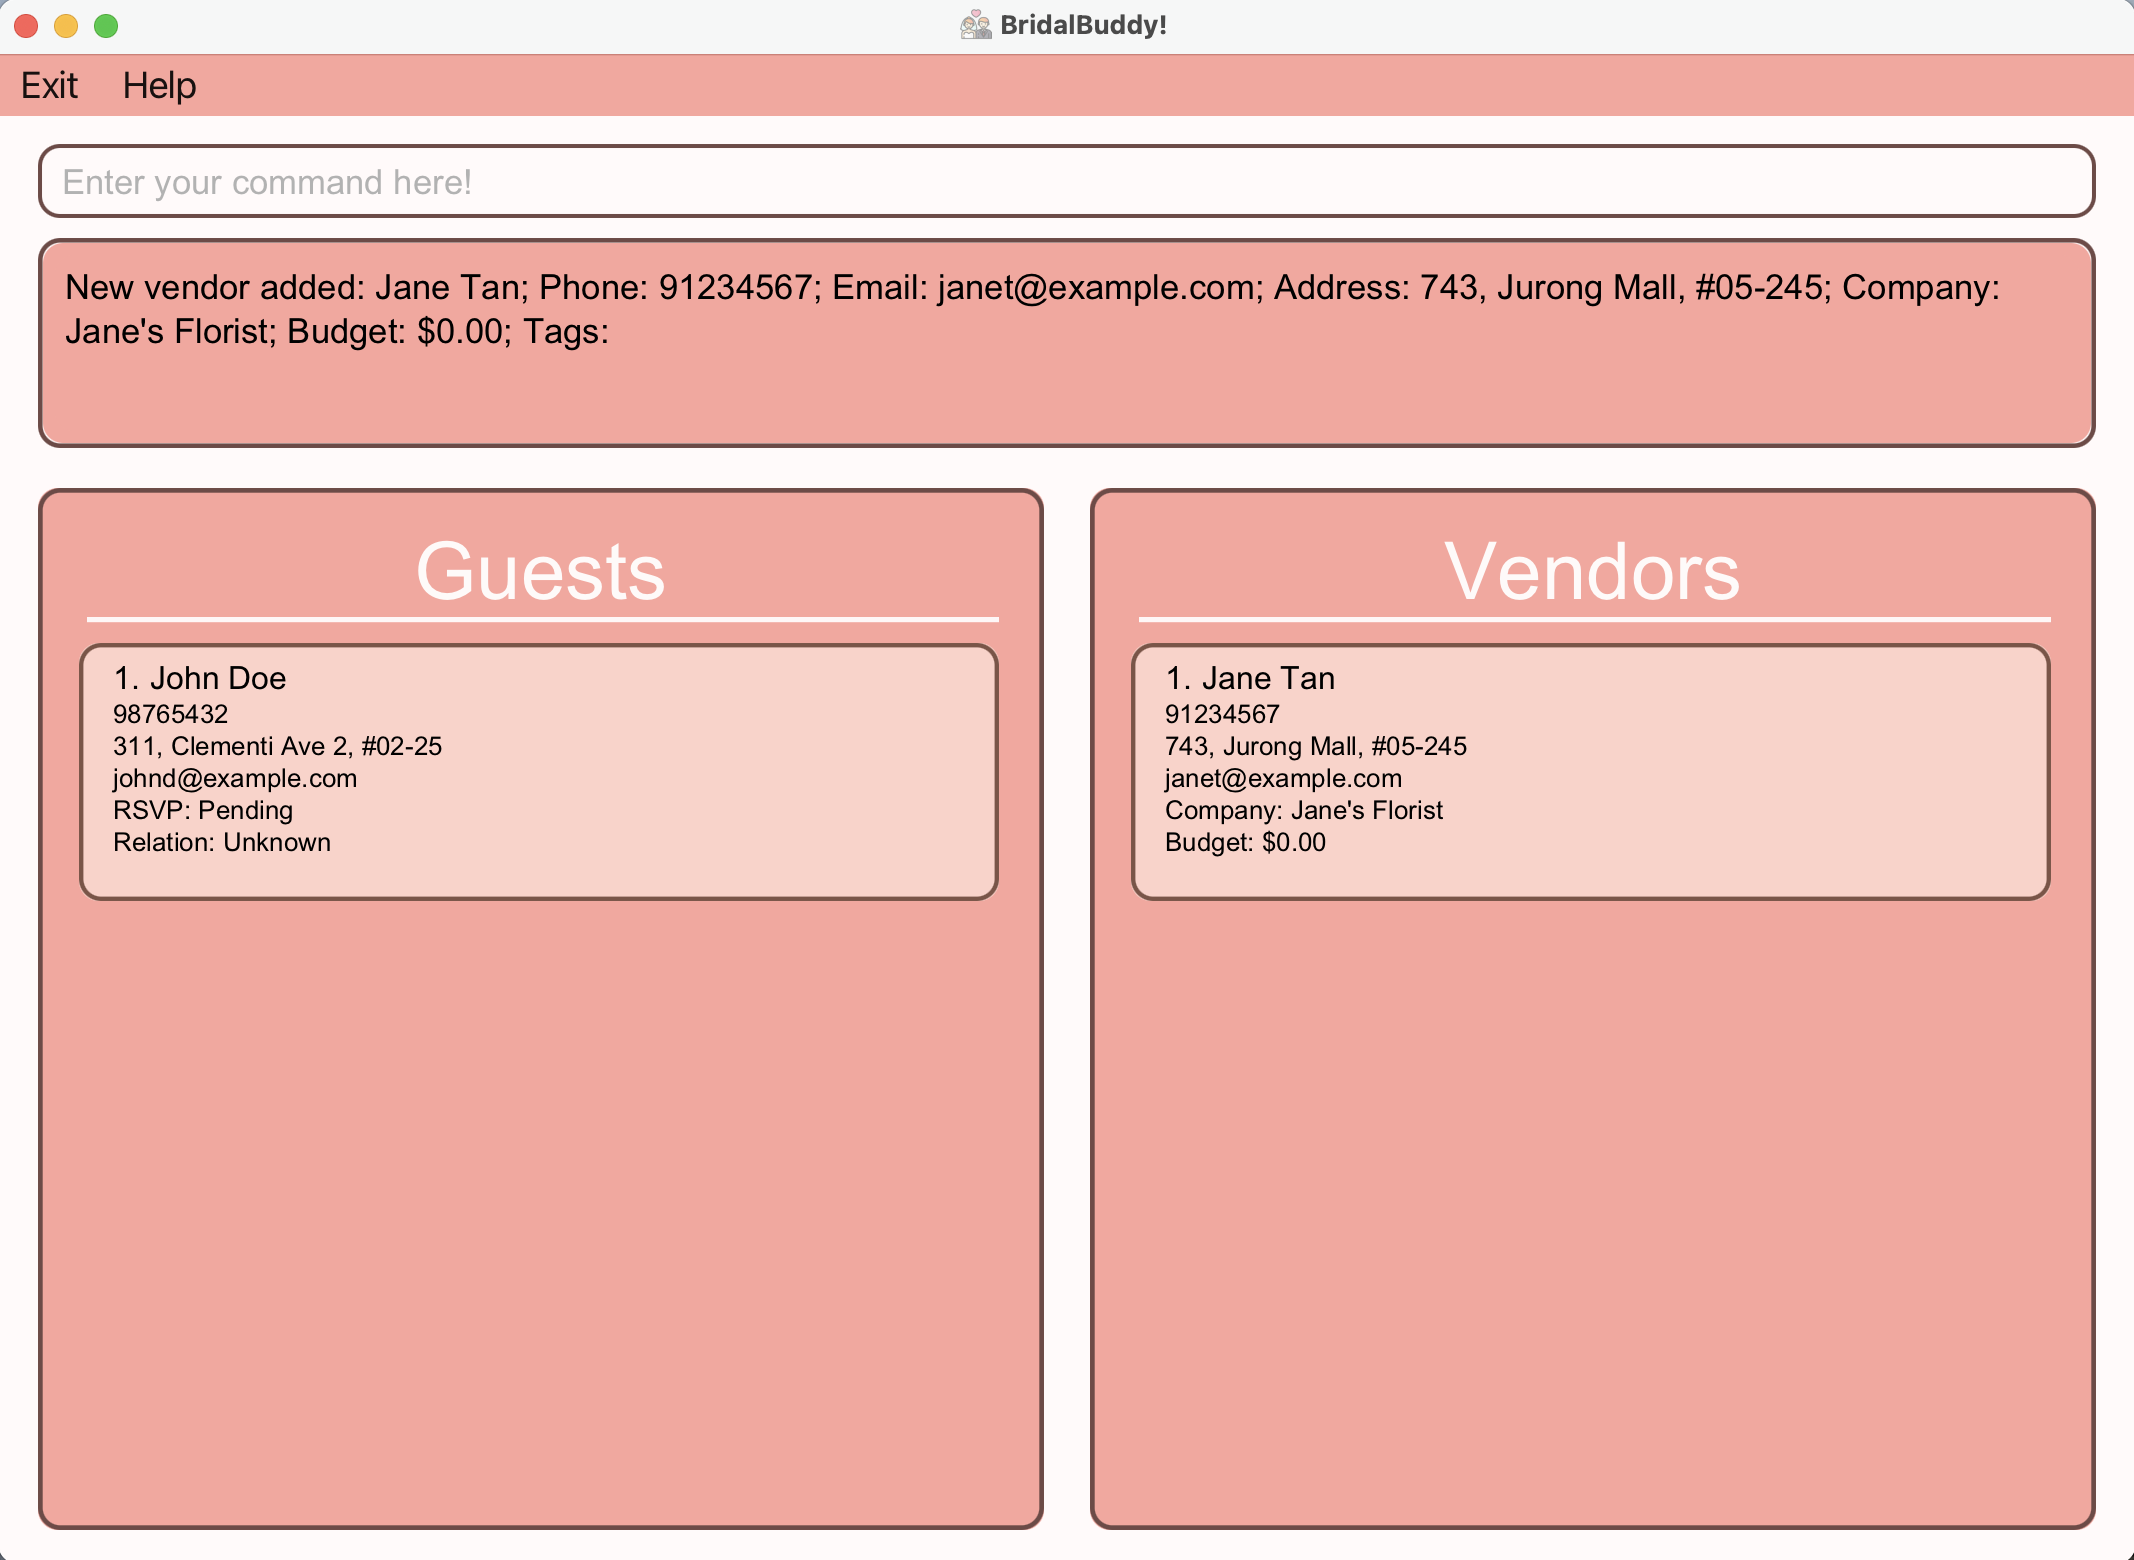 BridalBuddy!
Exit Help
Enter your command here!
New vendor added: Jane Tan; Phone: 91234567; Email: janet@example.com; Address: 743, Jurong Mall, #05-245; Company:
Jane's Florist; Budget: $0.00; Tags:
Guests
1. John Doe
98765432
311, Clementi Ave 2, #02-25
johnd@example.com
RSVP: Pending
Relation: Unknown
Vendors
1. Jane Tan
91234567
743, Jurong Mall, #05-245
janet@example.com
Company: Jane's Florist
Budget: $0.00